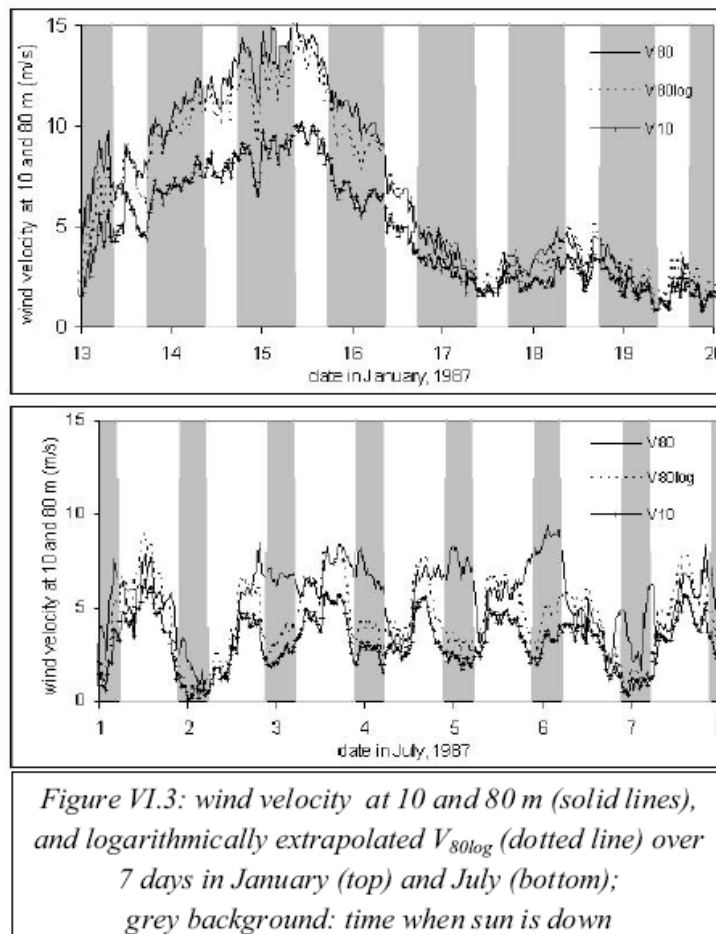 wind velocity at 10 and 80 m (m/s)
15
10
5
0
V80
V80log
V10
13 14 15 16 17 18 19 20
date in January, 1987
wind velocity at 10 and 80 m (m/s)
15
10
5
0
V80
V80log
V10
1 2 3 4 5 6 7
date in July, 1987
Figure VI.3: wind velocity at 10 and 80 m (solid lines),
and logarithmically extrapolated V80log (dotted line) over
7 days in January (top) and July (bottom);
grey background: time when sun is down